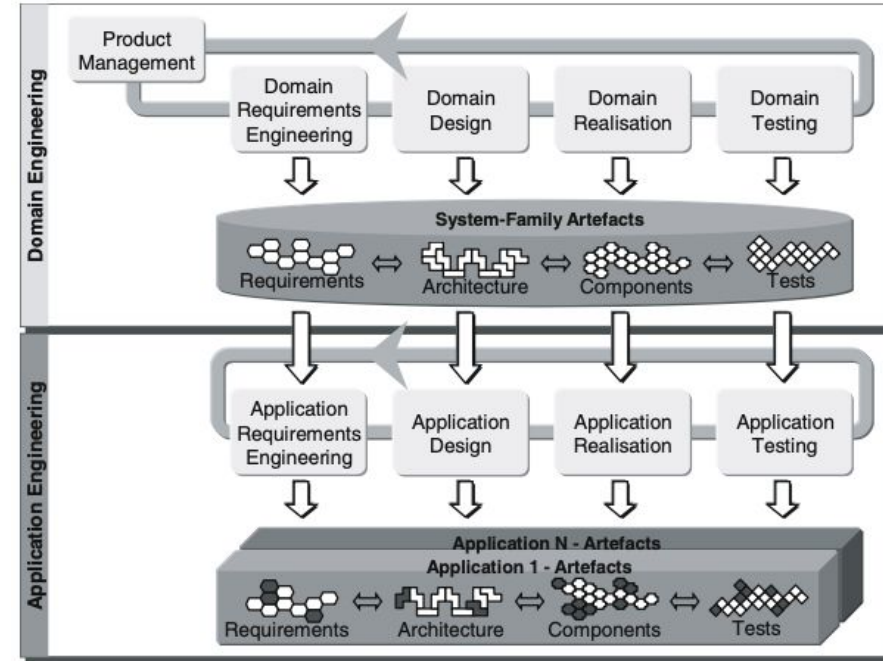 Domain Engineering
Product
Management
Domain
Requirements
Engineering
Domain
Design
Domain
Realisation
Domain
Testing
System-Family Artefacts
Requirements
Architecture
Components
Tests
Application Engineering
Application
Requirements
Engineering
Application
Design
Application
Realisation
Application
Testing
Application N - Artefacts
Application 1 - Artefacts
Requirements
Architecture
Components
Tests